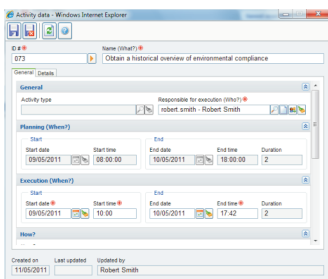 Activity data - Windows Internet Explorer
ID # Name (What?)
073 Obtain a historical overview of environmental compliance
General Details
General
Activity type Responsible for execution (Who?)
robert.smith - Robert Smith
Planning (When?)
Start End
Start date Start time End date End time Duration
09/05/2011 08:00:00 10/05/2011 18:00:00 2
Execution (When?)
Start End
Start date Start time End date End time Duration
09/05/2011 10:00 10/05/2011 17:42 2
How?
Created on Last updated Updated by
11/05/2011 Robert Smith